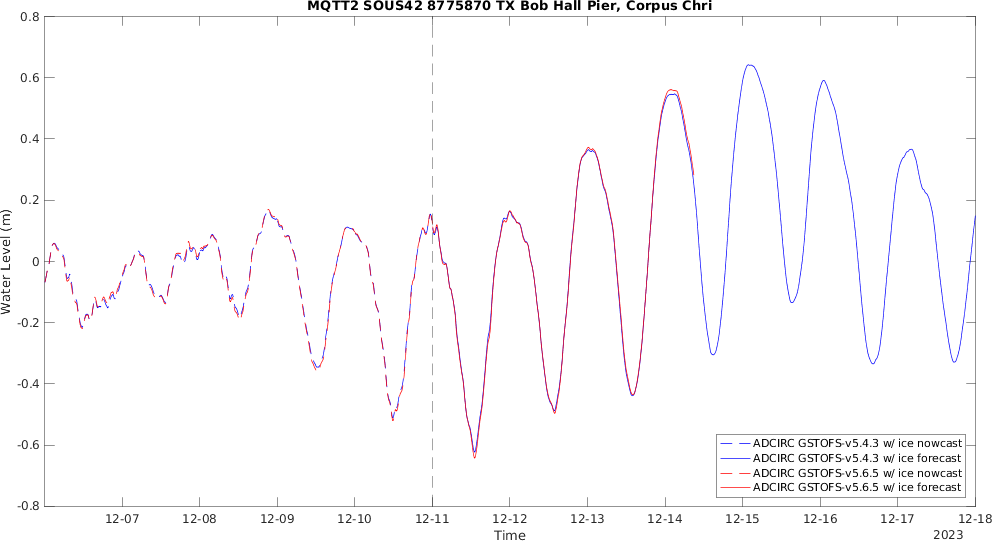 MQTT2 SOUS42 8775870 TX Bob Hall Pier, Corpus Chri
0.8
0.6
0.4
0.2
0
-0.2
-0.4
-0.6
-0.8
Water Level (m)
12-07 12-08 12-09 12-10 12-11 12-12 12-13 12-14 12-15 12-16 12-17 12-18
Time
2023
ADCIRC GSTOFS-v5.4.3 w/ ice nowcast
ADCIRC GSTOFS-v5.4.3 w/ ice forecast
ADCIRC GSTOFS-v5.6.5 w/ ice nowcast
ADCIRC GSTOFS-v5.6.5 w/ ice forecast